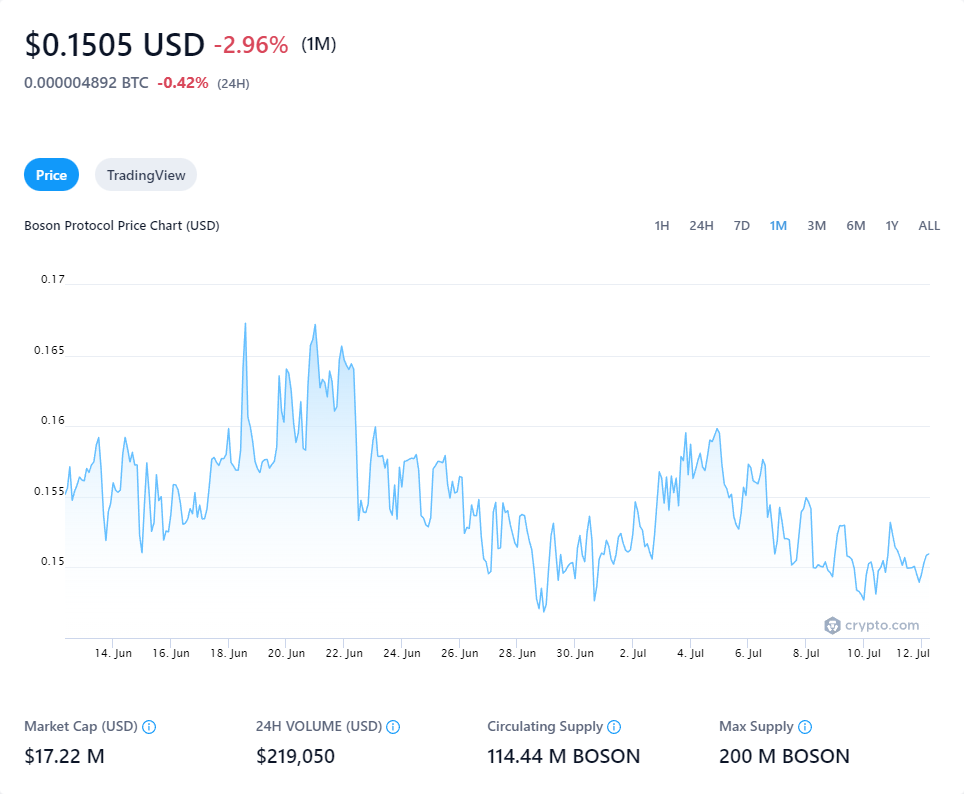 $0.1505 USD -2.96% (1M)
0.000004892 BTC -0.42% (24H)
Price TradingView
Boson Protocol Price Chart (USD) 1H 24H 7D 1M 3M 6M 1Y ALL
0.17
0.165
0.16
0.155
0.15
crypto.com
14. Jun 16. Jun 18. Jun 20. Jun 22. Jun 24. Jun 26. Jun 28. Jun 30. Jun 2. Jul 4. Jul 6. Jul 8. Jul 10. Jul 12. Jul
Market Cap (USD) 24H VOLUME (USD) Circulating Supply Max Supply
$17.22 M $219,050 114.44 M BOSON 200 M BOSON